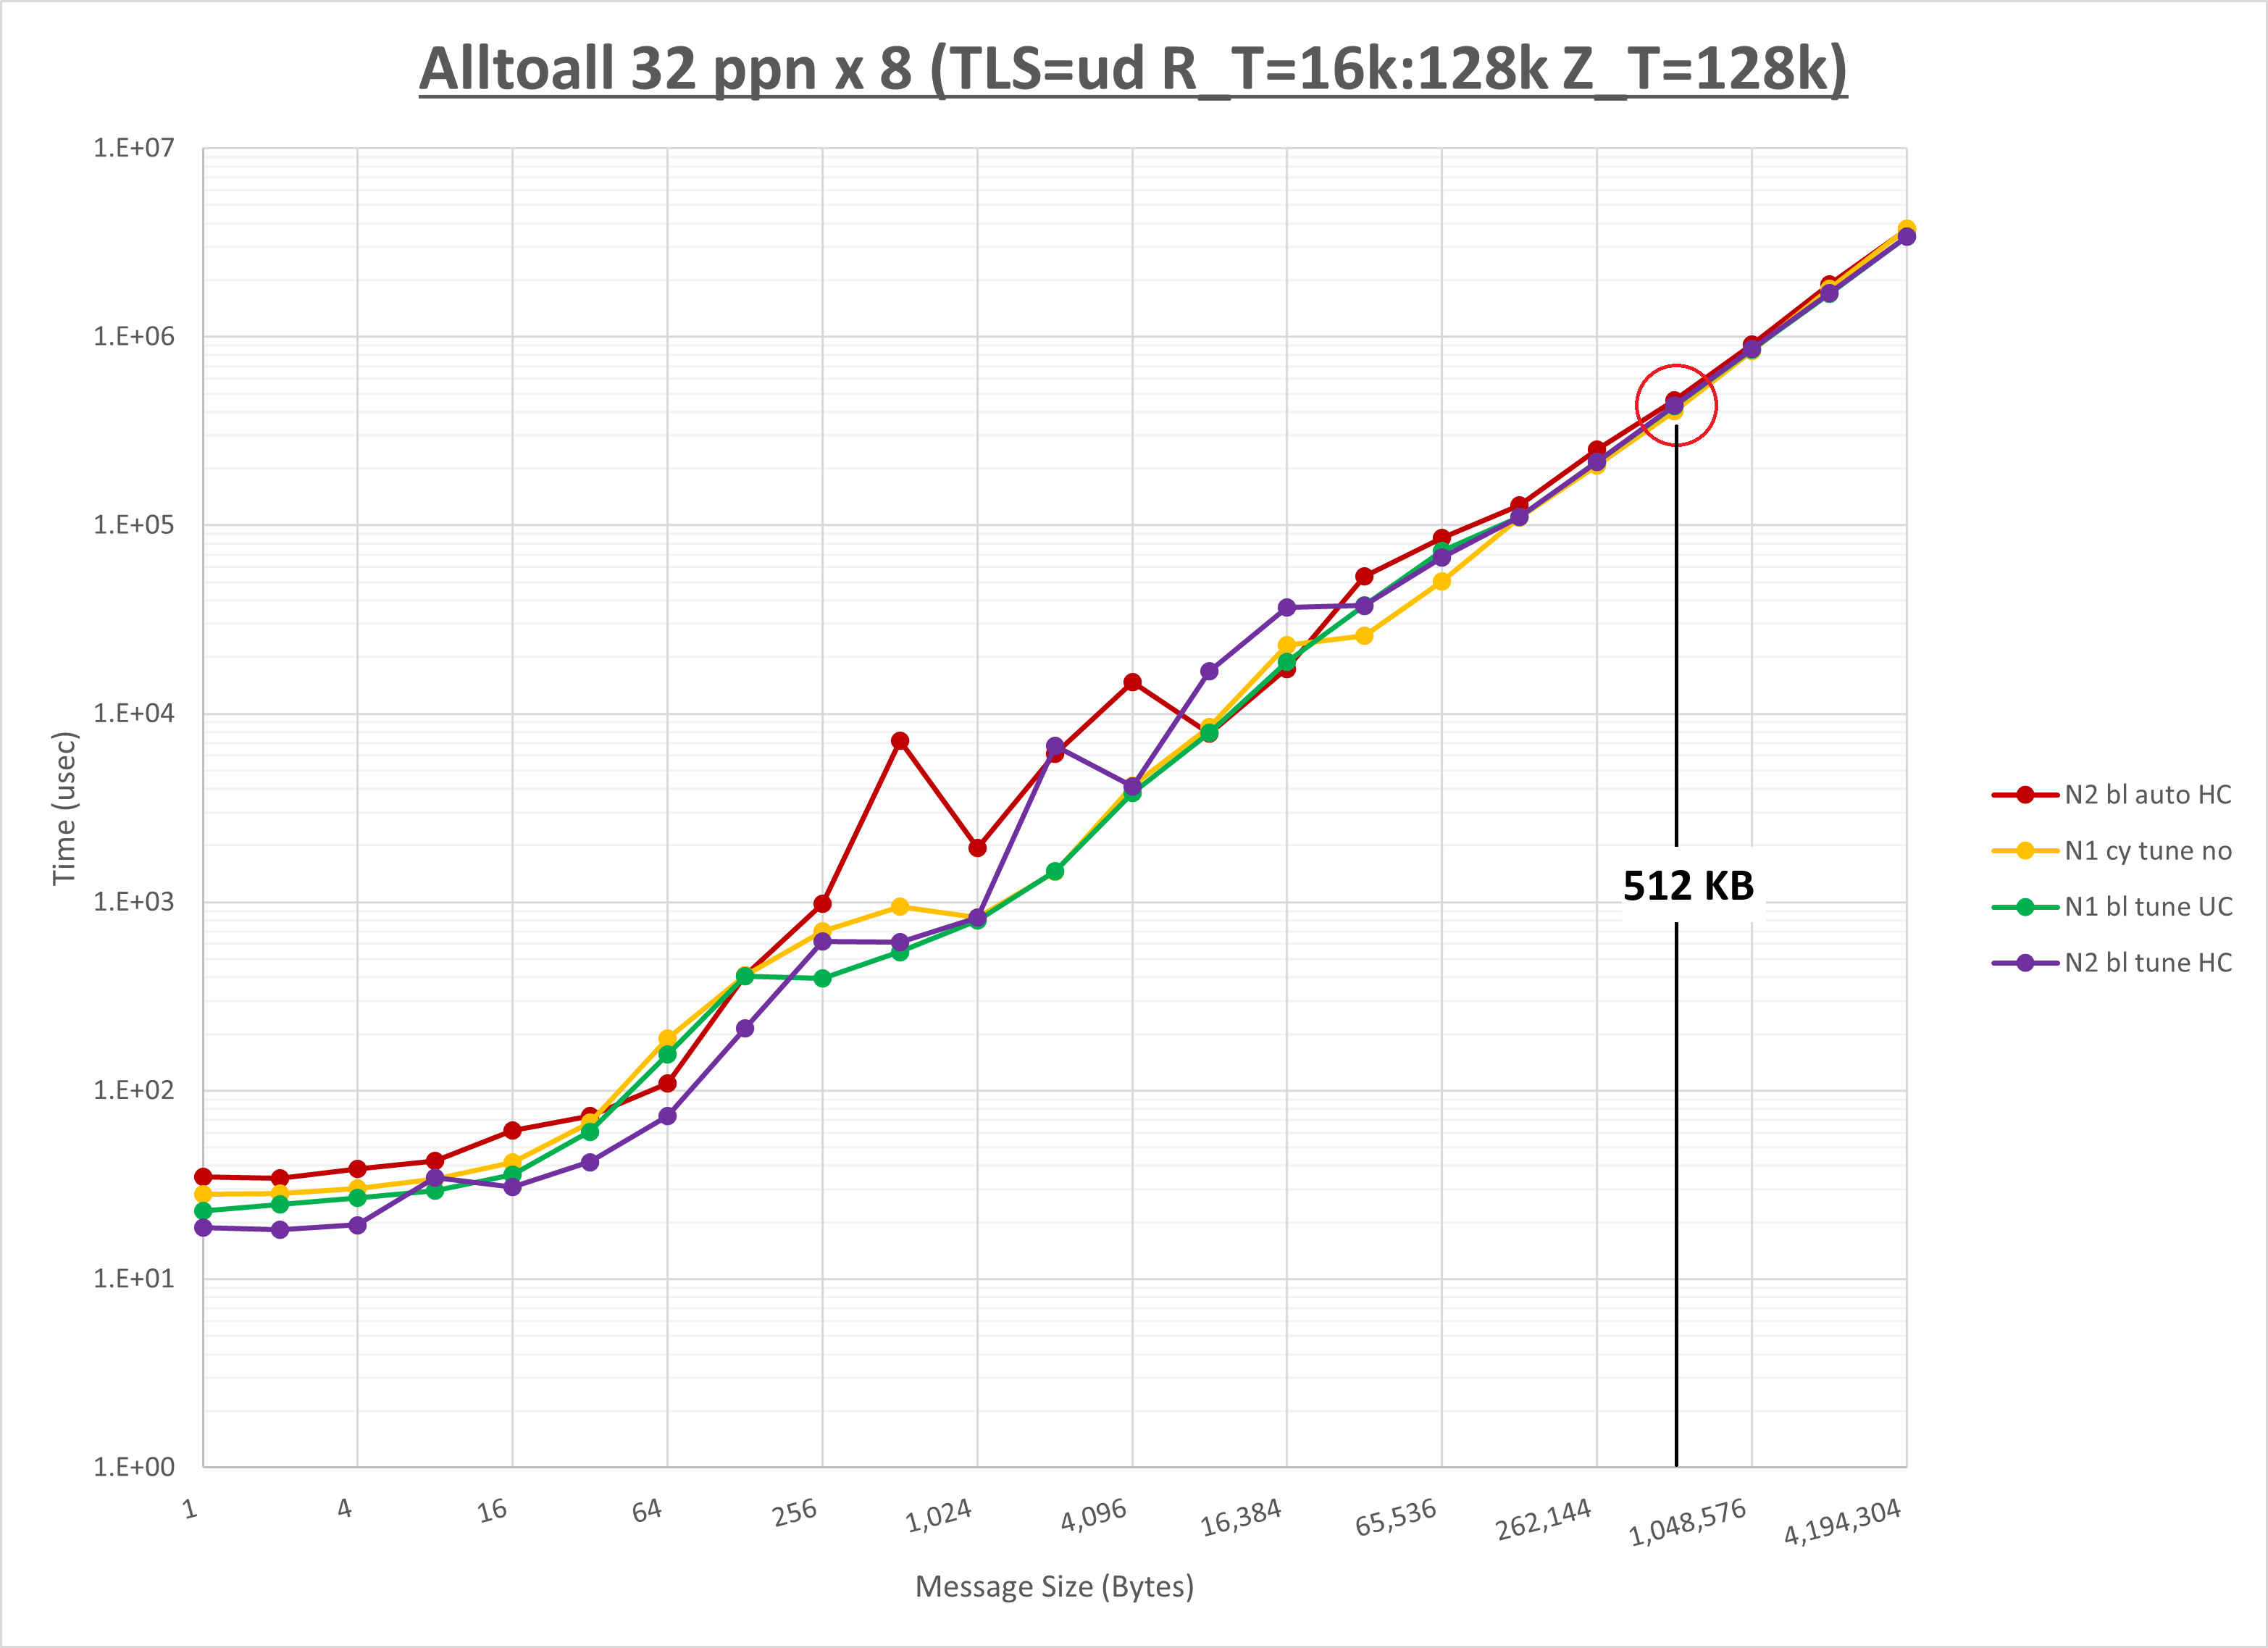 Alltoall 32 ppn x 8 (TLS=ud R_T=16k:128k Z_T=128k)
1.E+07
1.E+06
1.E+05
1.E+04
1.E+03
1.E+02
1.E+01
1.E+00
Time (usec)
512 KB
N2 bl auto HC
N1 cy tune no
N1 bl tune UC
N2 bl tune HC
1
4
16
64
256
1,024
4,096
16,384
65,536
262,144
1,048,576
4,194,304
Message Size (Bytes)